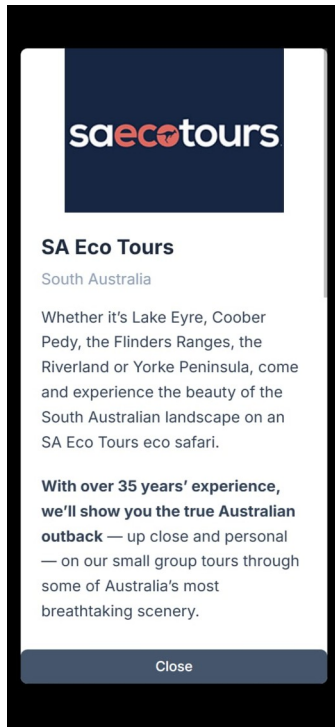 saecotours
SA Eco Tours
South Australia
Whether it’s Lake Eyre, Coober
Pedy, the Flinders Ranges, the
Riverland or Yorke Peninsula, come
and experience the beauty of the
South Australian landscape on an
SA Eco Tours eco safari.
With over 35 years’ experience,
we’ll show you the true Australian
outback — up close and personal
— on our small group tours through
some of Australia’s most
breathtaking scenery.
Close